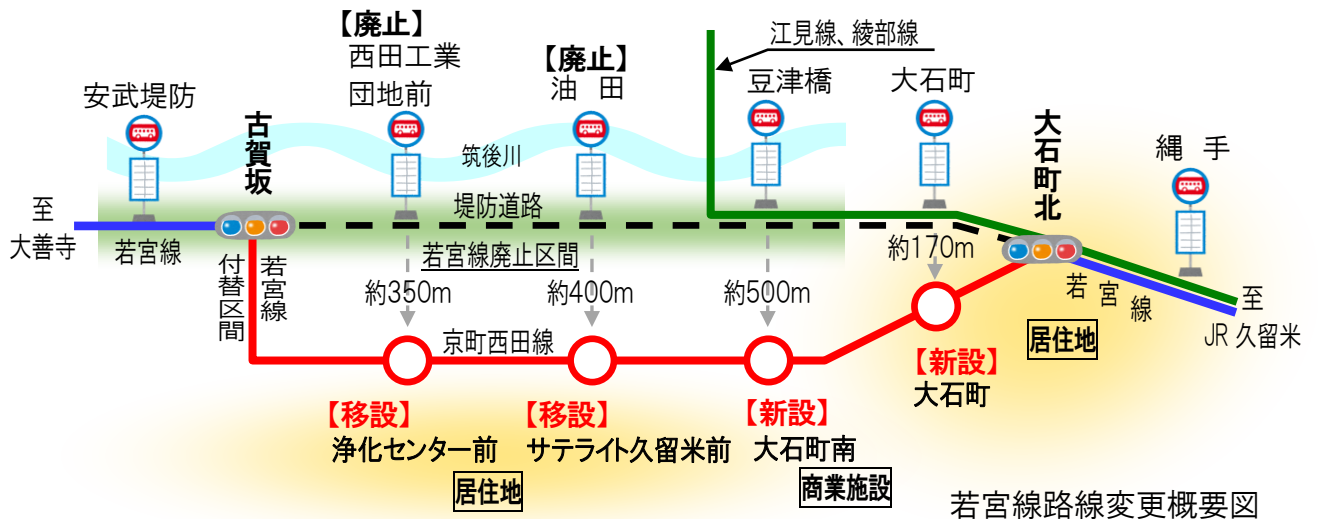 【廃止】
西田工業
団地前
【廃止】
油 田
江見線、綾部線
安武堤防
豆津橋
大石町
古賀坂
大石町北
縄 手
筑後川
堤防道路
至
大善寺
若宮線
若宮線廃止区間
若宮線
付替区間
約350m
約400m
約500m
約170m
若宮線
至
JR 久留米
京町西田線
居住地
【新設】
大石町
【移設】
浄化センター前
【移設】
サテライト久留米前
【新設】
大石町南
居住地
商業施設
若宮線路線変更概要図